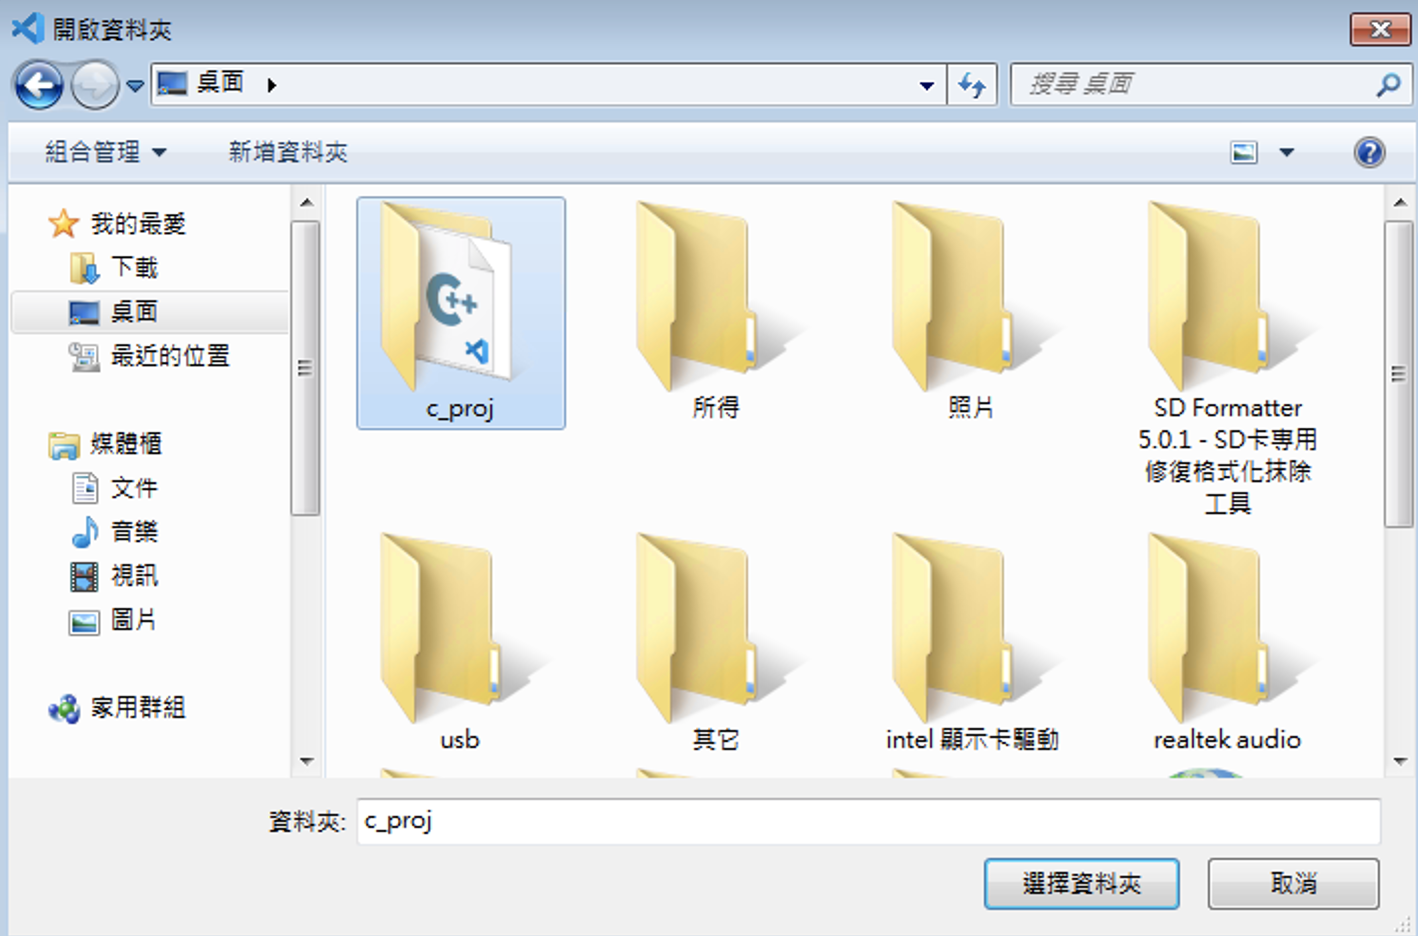 開啟資料夾
桌面
搜尋 桌面
組合管理
新增資料夾
我的最愛
下載
桌面
最近的位置
媒體櫃
文件
音樂
視訊
圖片
家用群組
C++
c_proj
所得
照片
SD Formatter
5.0.1 - SD卡專用
修復格式化抹除
工具
usb
其它
intel 顯示卡驅動
realtek audio
資料夾:
c_proj
選擇資料夾
取消